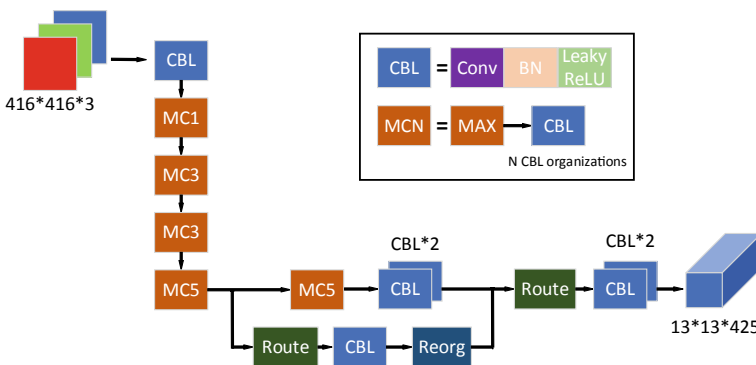 CBL
416*416*3
MC1
MC3
MC3
MC5
CBL = Conv BN Leaky ReLU
MCN = MAX CBL
N CBL organizations
CBL*2
CBL*2
MC5
CBL
Route
CBL
Route
CBL
Reorg
13*13*425